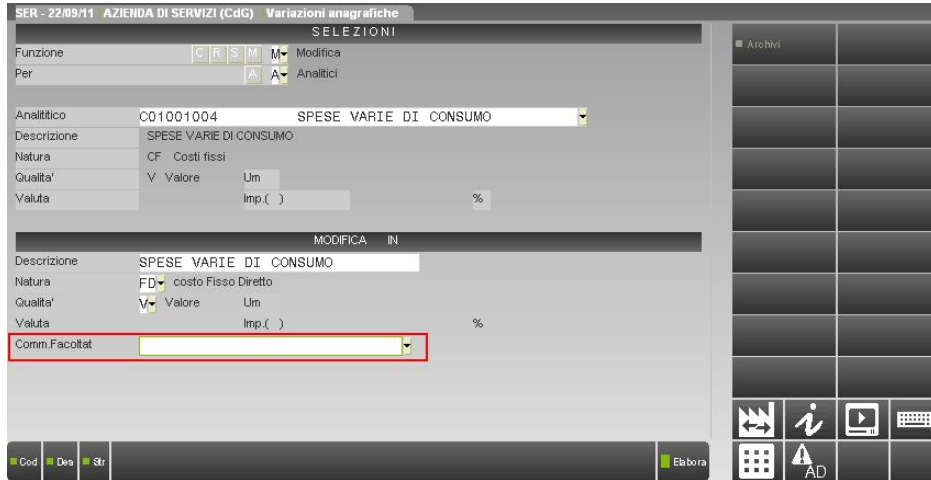 SER - 22/09/11 AZIENDA DI SERVIZI (CdG) Variazioni anagrafiche
SELEZIONI
Funzione C R S M M Modifica
Per A A Analitici
Analititico C01001004 SPESE VARIE DI CONSUMO
Descrizione SPESE VARIE DI CONSUMO
Natura CF Costi fissi
Qualita' V Valore Um
Valuta Imp.( ) %
MODIFICA IN
Descrizione SPESE VARIE DI CONSUMO
Natura FD costo Fisso Diretto
Qualita' V Valore Um
Valuta Imp.( ) %
Comm.Facoltat
Archivi
i
AD
Cod Des Str Elabora